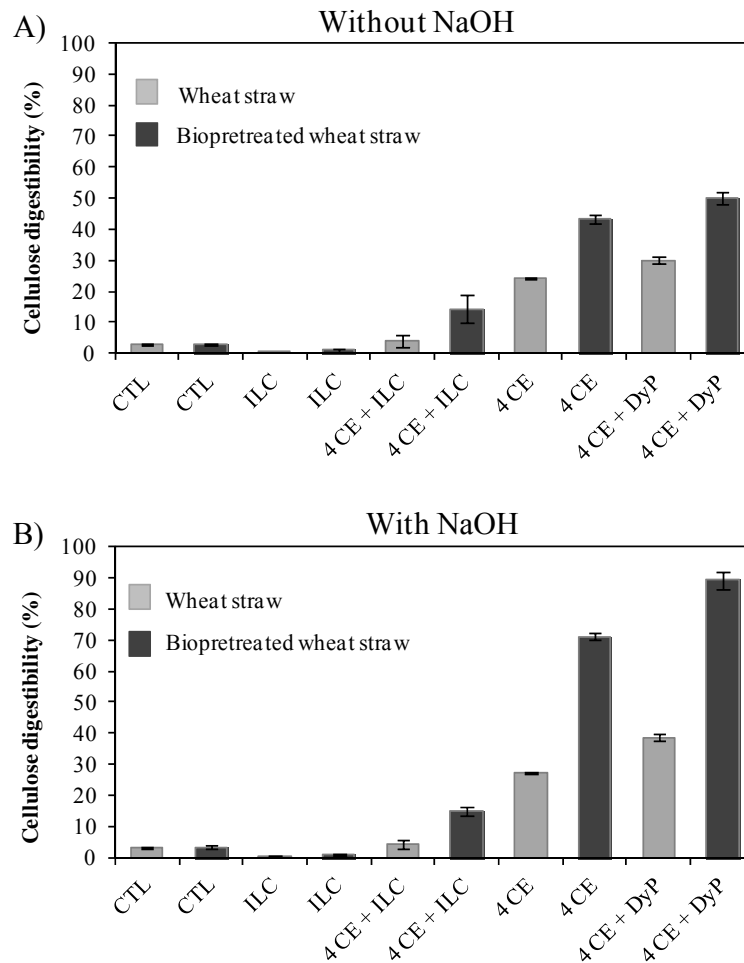 A)
Without NaOH
Cellulose digestibility (%)
100
90
80
70
60
50
40
30
20
10
0
Wheat straw
Biopretreated wheat straw
CTL
CTL
ILC
ILC
4 CE + ILC
4 CE + ILC
4 CE
4 CE
4 CE + DyP
4 CE + DyP
B)
With NaOH
Cellulose digestibility (%)
100
90
80
70
60
50
40
30
20
10
0
Wheat straw
Biopretreated wheat straw
CTL
CTL
ILC
ILC
4 CE + ILC
4 CE + ILC
4 CE
4 CE
4 CE + DyP
4 CE + DyP